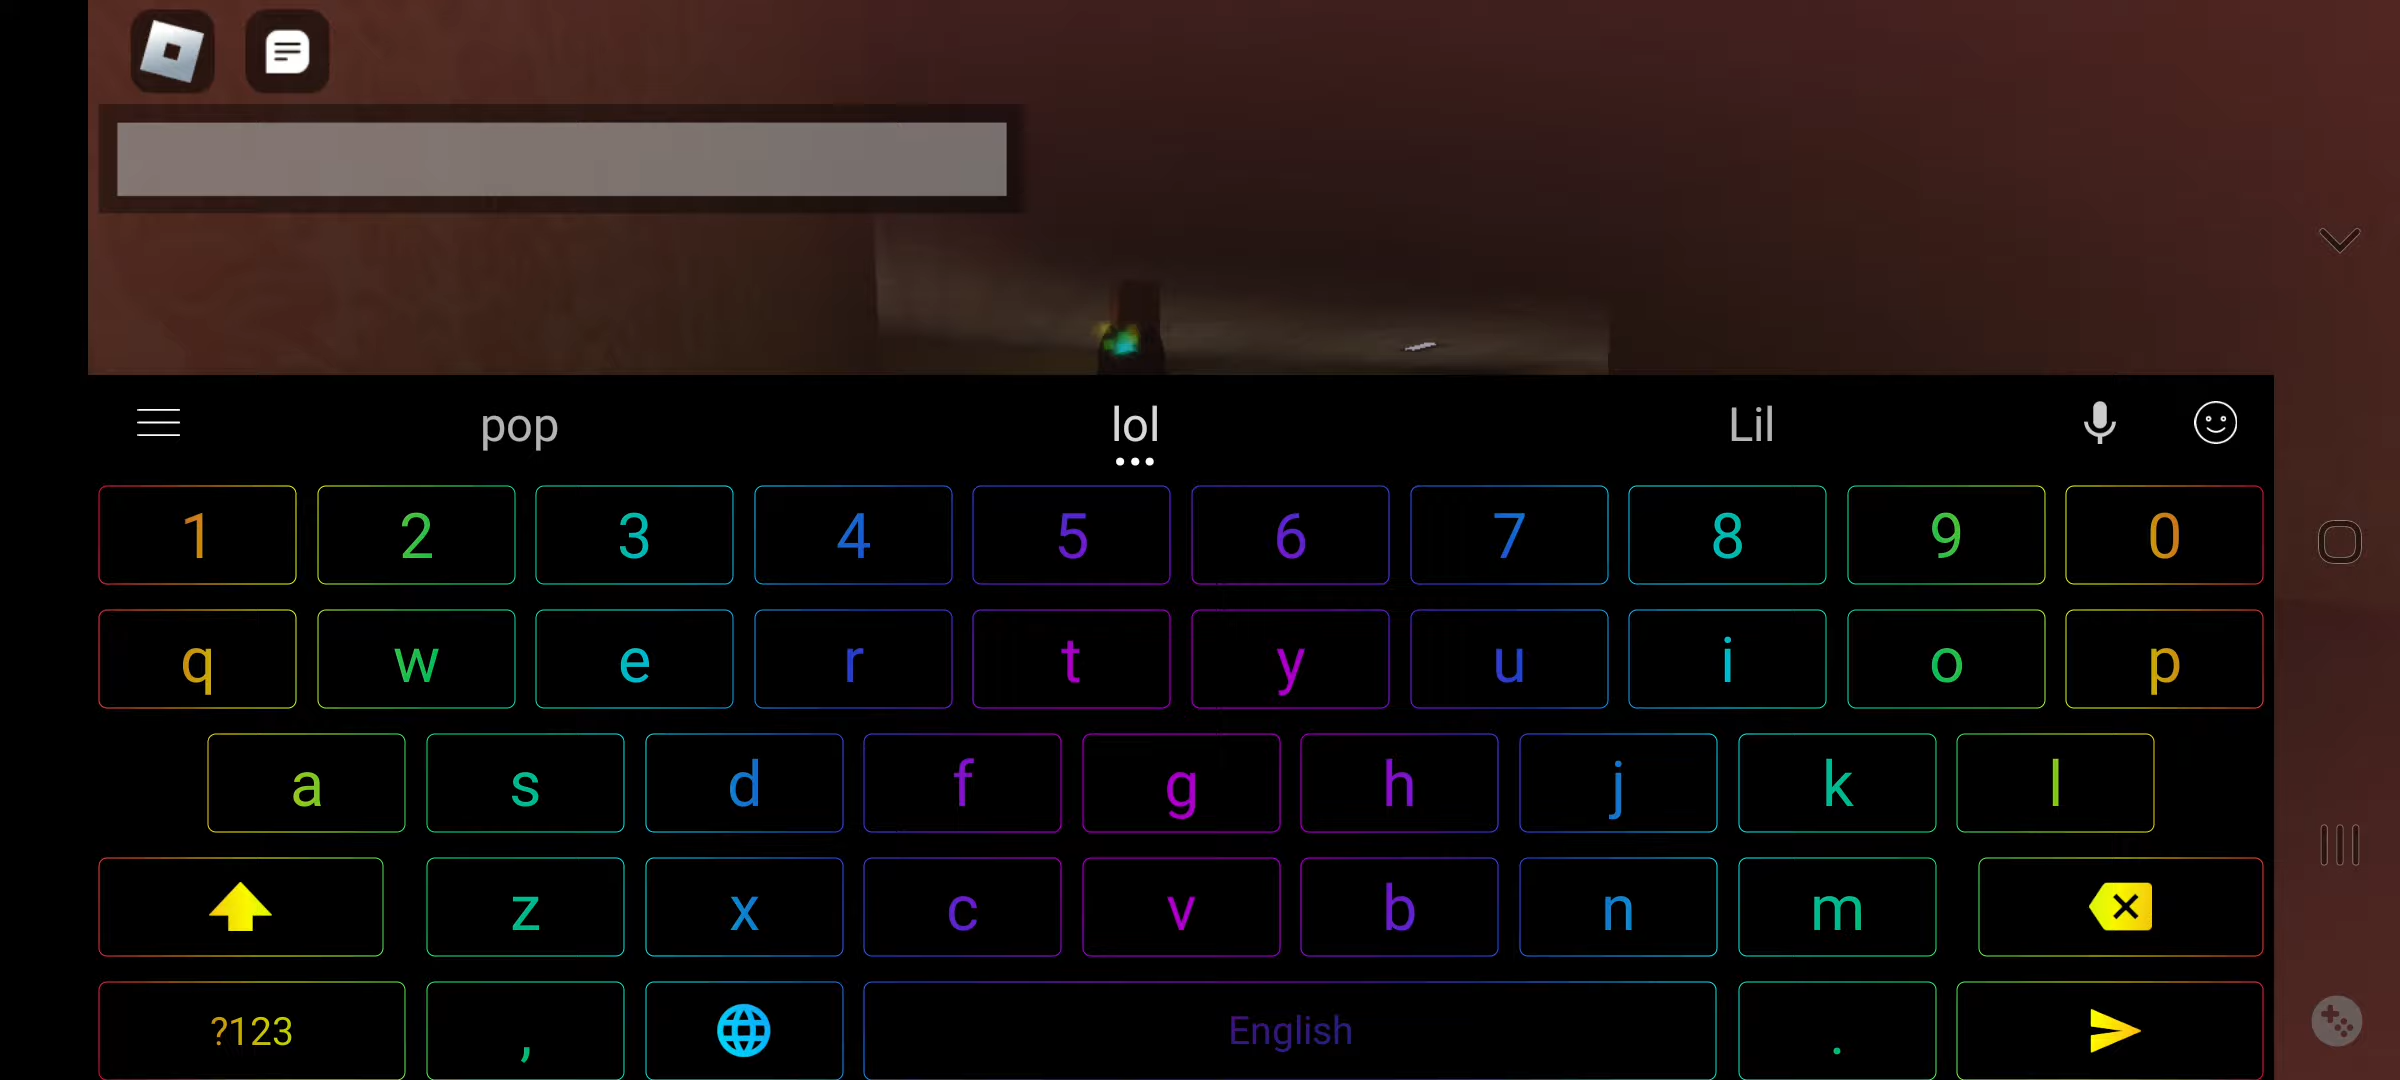 pop lol Lil
1 2 3 4 5 6 7 8 9 0
q w e r t y u i o p
a s d f g h j k l
z x c v b n m
?123 , English .